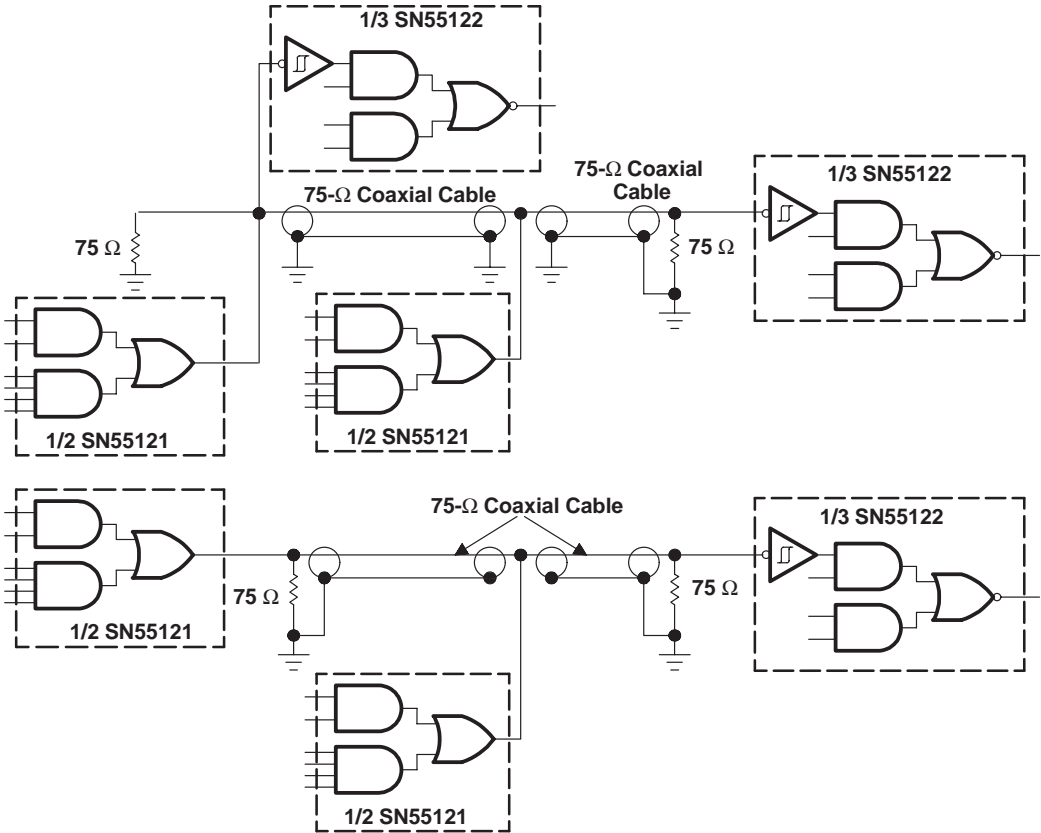 1/3 SN55122
75-Ω Coaxial Cable
75-Ω Coaxial
Cable
1/3 SN55122
75 Ω
75 Ω
1/2 SN55121
1/2 SN55121
75-Ω Coaxial Cable
1/3 SN55122
75 Ω
75 Ω
1/2 SN55121
1/2 SN55121